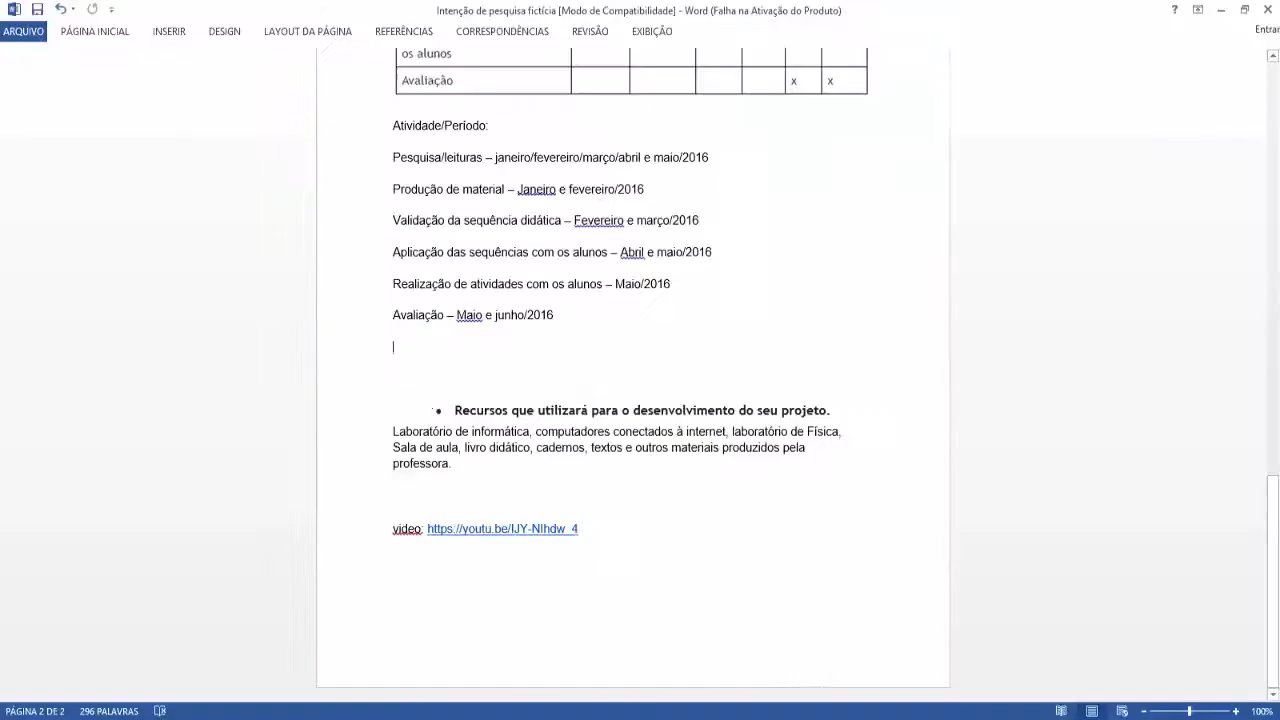 Intenção de pesquisa fictícia [Modo de Compatibilidade] - Word (Falha na Ativação do Produto)
ARQUIVO PÁGINA INICIAL INSERIR DESIGN LAYOUT DA PÁGINA REFERÊNCIAS CORRESPONDÊNCIAS REVISÃO EXIBIÇÃO Entrar
os alunos
Avaliação x x
Atividade/Período:
Pesquisa/leituras – janeiro/fevereiro/março/abril e maio/2016
Produção de material – Janeiro e fevereiro/2016
Validação da sequência didática – Fevereiro e março/2016
Aplicação das sequências com os alunos – Abril e maio/2016
Realização de atividades com os alunos – Maio/2016
Avaliação – Maio e junho/2016
• Recursos que utilizará para o desenvolvimento do seu projeto.
Laboratório de informática, computadores conectados à internet, laboratório de Física,
Sala de aula, livro didático, cadernos, textos e outros materiais produzidos pela
professora.
video: https://youtu.be/IJY-NIhdw_4
PÁGINA 2 DE 2 296 PALAVRAS 100%